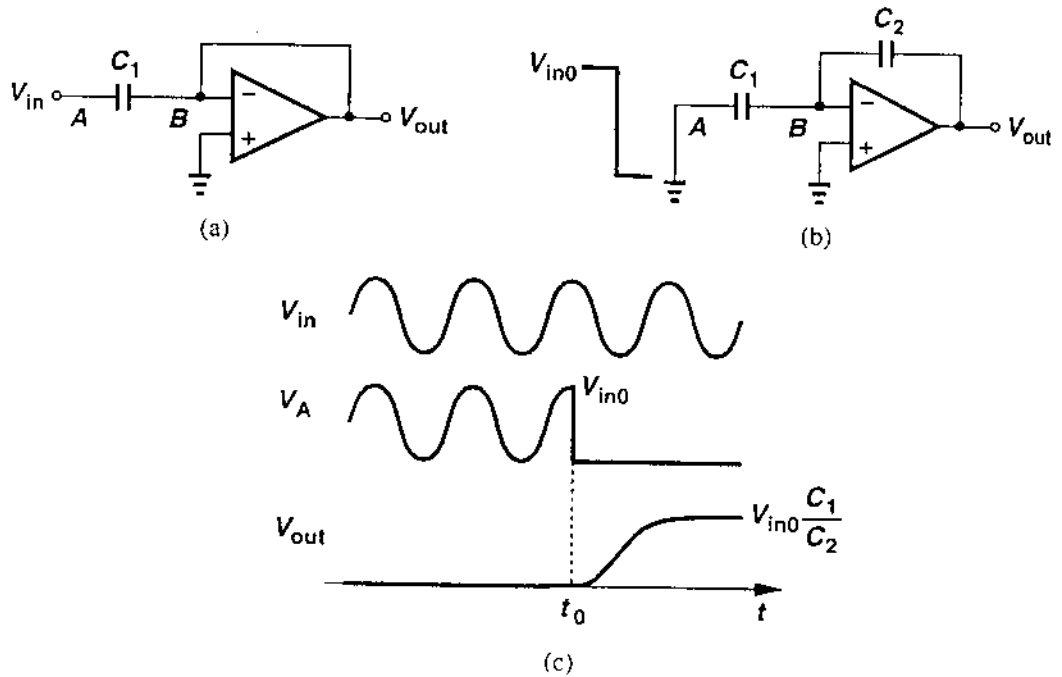 V_in A C_1 B − + V_out
(a)
V_in0 A C_1 B C_2 − + V_out
(b)
V_in
V_A V_in0
V_out V_in0 C_1/C_2
t_0 t
(c)